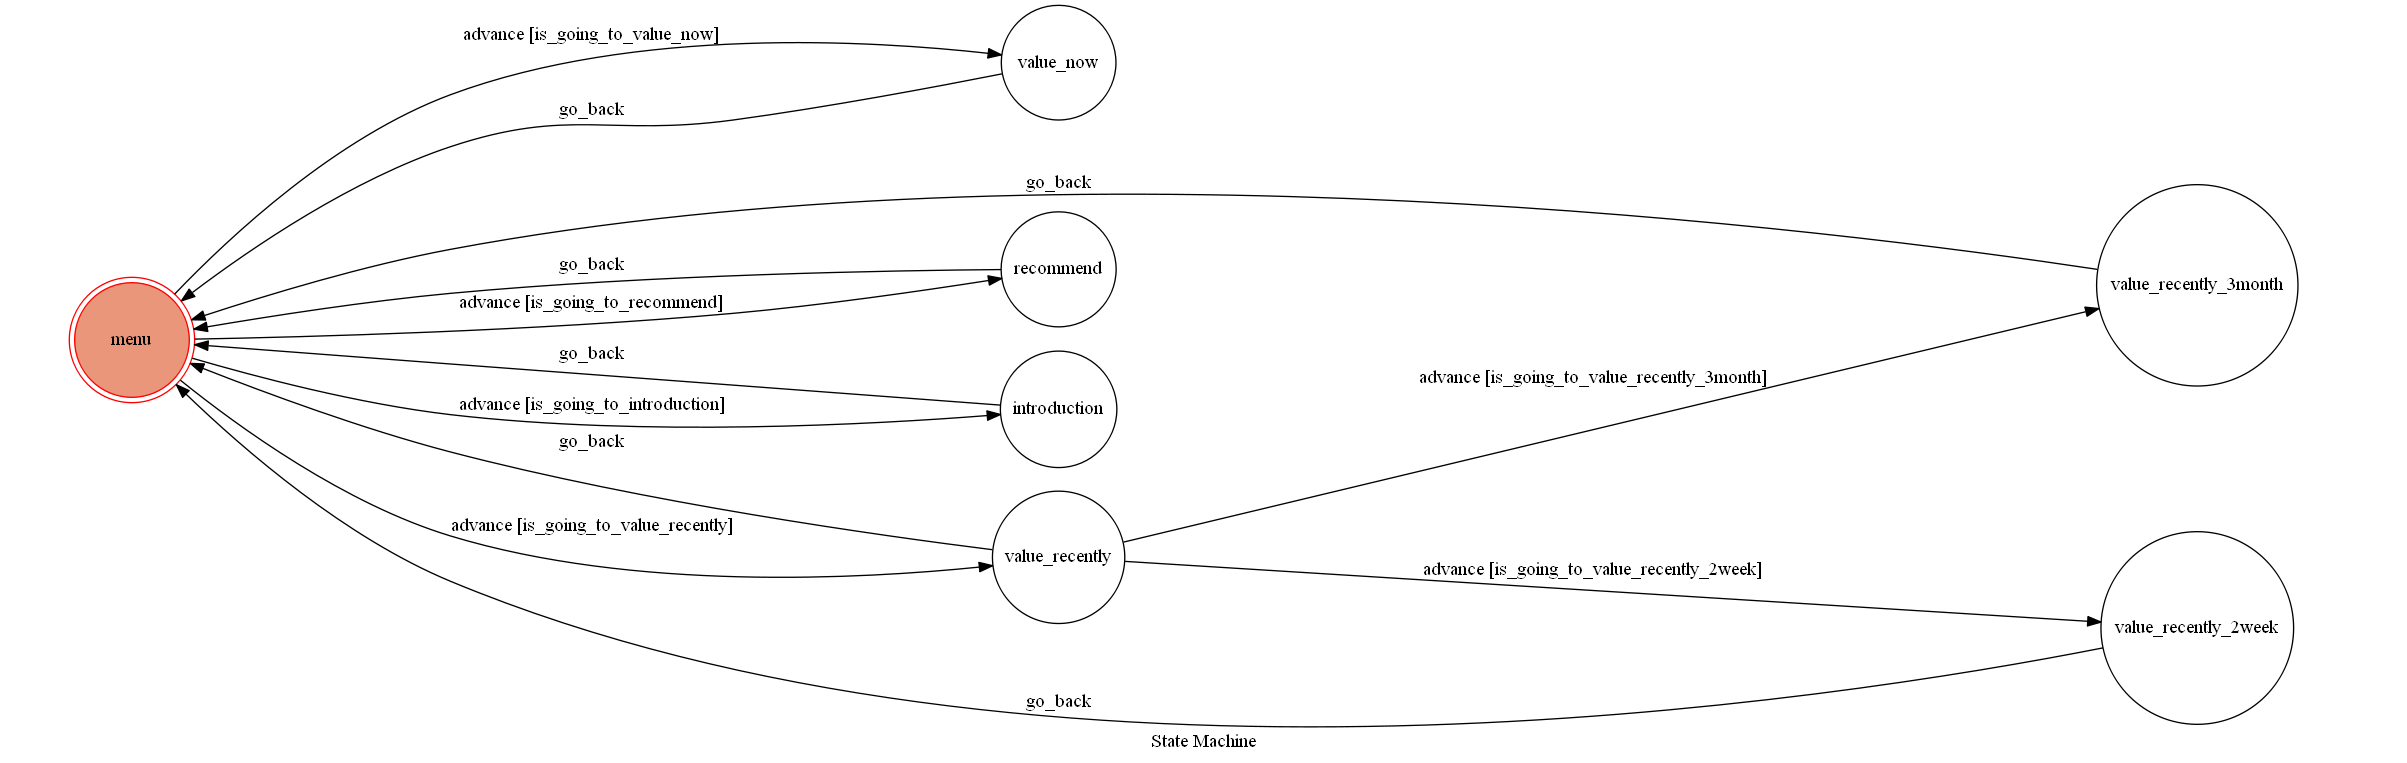 advance [is_going_to_value_now]
value_now
go_back
go_back
value_recently_3month
go_back
recommend
advance [is_going_to_recommend]
menu
go_back
advance [is_going_to_introduction]
introduction
advance [is_going_to_value_recently_3month]
go_back
advance [is_going_to_value_recently]
value_recently
advance [is_going_to_value_recently_2week]
value_recently_2week
go_back
State Machine